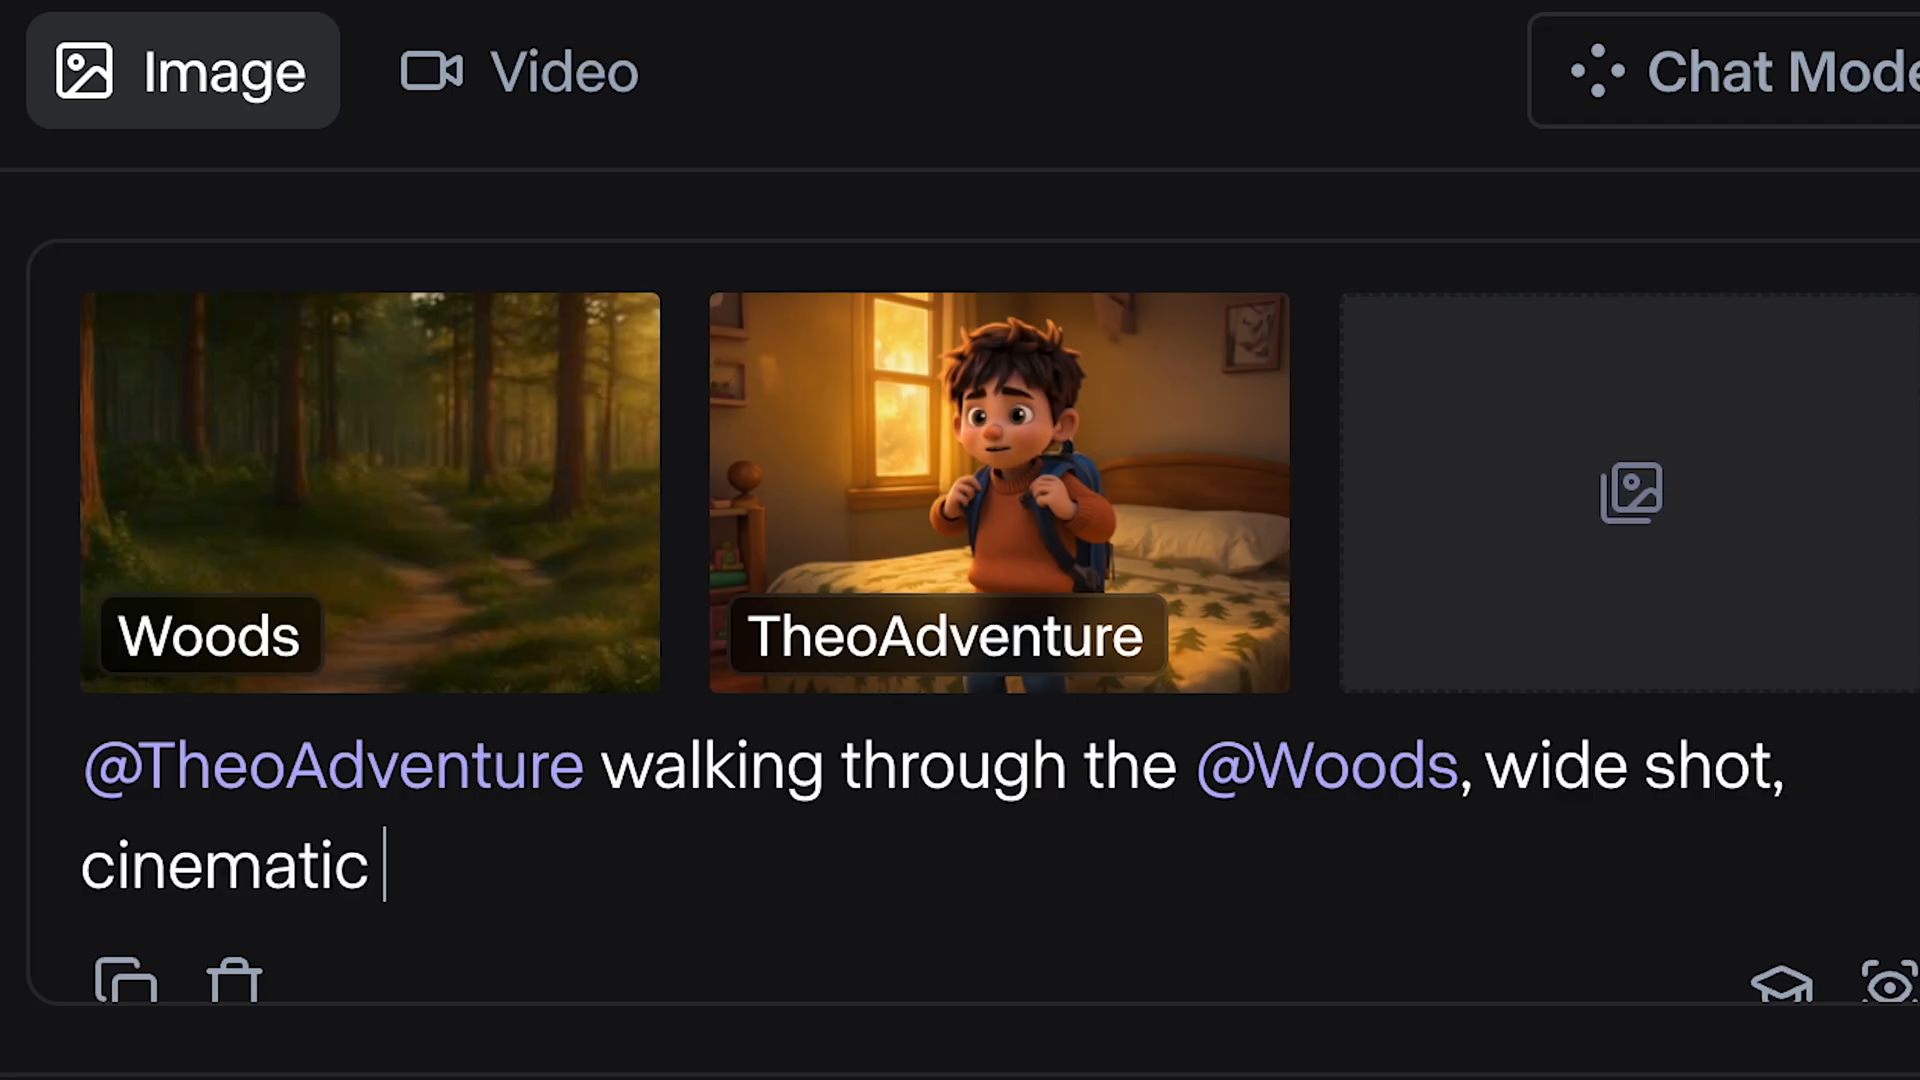 Image
Video
Chat Mode
Woods
TheoAdventure
@TheoAdventure walking through the @Woods, wide shot,
cinematic